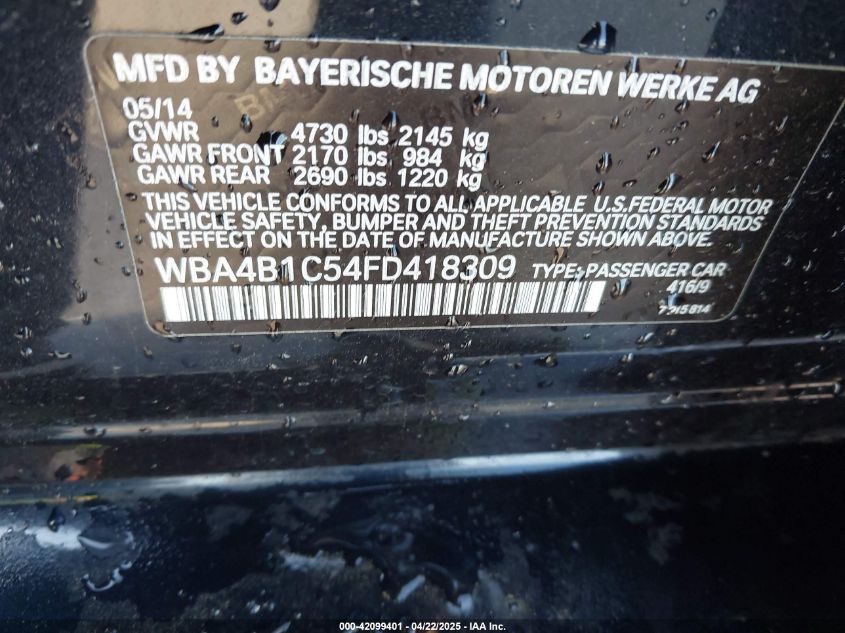 MFD BY BAYERISCHE MOTOREN WERKE AG
05/14
GVWR 4730 lbs 2145 kg
GAWR FRONT 2170 lbs 984 kg
GAWR REAR 2690 lbs 1220 kg
THIS VEHICLE CONFORMS TO ALL APPLICABLE U.S.FEDERAL MOTOR
VEHICLE SAFETY, BUMPER AND THEFT PREVENTION STANDARDS
IN EFFECT ON THE DATE OF MANUFACTURE SHOWN ABOVE.
WBA4B1C54FD418309 TYPE: PASSENGER CAR
416/9
000-42099401 - 04/22/2025 - IAA Inc.